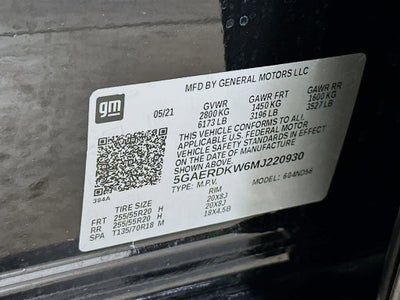 MFD BY GENERAL MOTORS LLC
gm
05/21
GVWR GAWR FRT GAWR RR
2800 KG 1450 KG 1600 KG
6173 LB 3196 LB 3527 LB
THIS VEHICLE CONFORMS TO ALL
APPLICABLE U.S. FEDERAL MOTOR
VEHICLE SAFETY STANDARDS IN
EFFECT ON THE DATE OF MANUFACTURE
SHOWN ABOVE.
5GAERDKW6MJ220930
TYPE: M.P.V. MODEL: 604ND56
394A
TIRE SIZE RIM
FRT 255/55R20 H 20X8J
RR 255/55R20 H 20X8J
SPA T135/70R18 M 18X4.5B